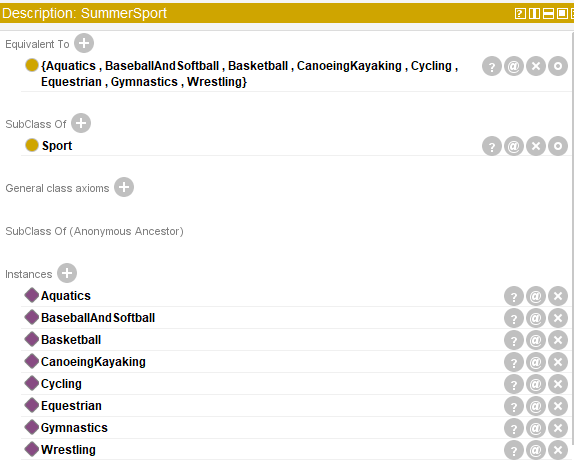 Description: SummerSport
Equivalent To
{Aquatics , BaseballAndSoftball , Basketball , CanoeingKayaking , Cycling ,
Equestrian , Gymnastics , Wrestling}
SubClass Of
Sport
General class axioms
SubClass Of (Anonymous Ancestor)
Instances
Aquatics
BaseballAndSoftball
Basketball
CanoeingKayaking
Cycling
Equestrian
Gymnastics
Wrestling